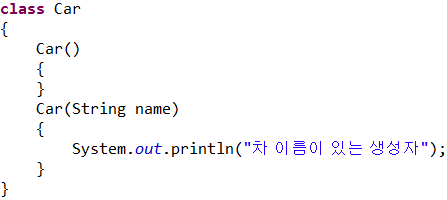 class Car
{
    Car()
    {
    }
    Car(String name)
    {
        System.out.println("차 이름이 있는 생성자");
    }
}